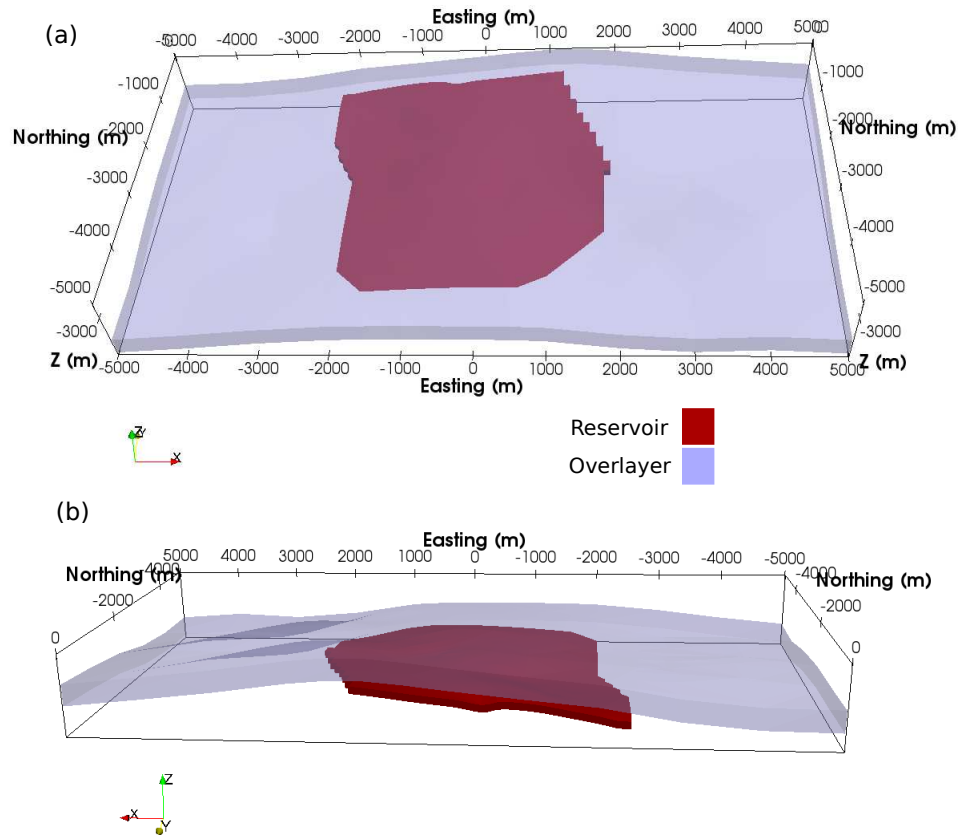 (a)
Easting (m)
-5000 -4000 -3000 -2000 -1000 0 1000 2000 3000 4000 5000
-1000 -1000
Northing (m) -2000 -2000 Northing (m)
-3000 -3000
-4000 -4000
-5000 -5000
-3000 -3000
Z (m) Z (m)
-5000 -4000 -3000 -2000 -1000 0 1000 2000 3000 4000 5000
Easting (m)
Z Y
X
Reservoir
Overlayer
(b)
Easting (m)
5000 4000 3000 2000 1000 0 -1000 -2000 -3000 -4000 -5000
Northing (m) -4000 -4000 Northing (m)
-2000 -2000
0 0
Z
X
Y